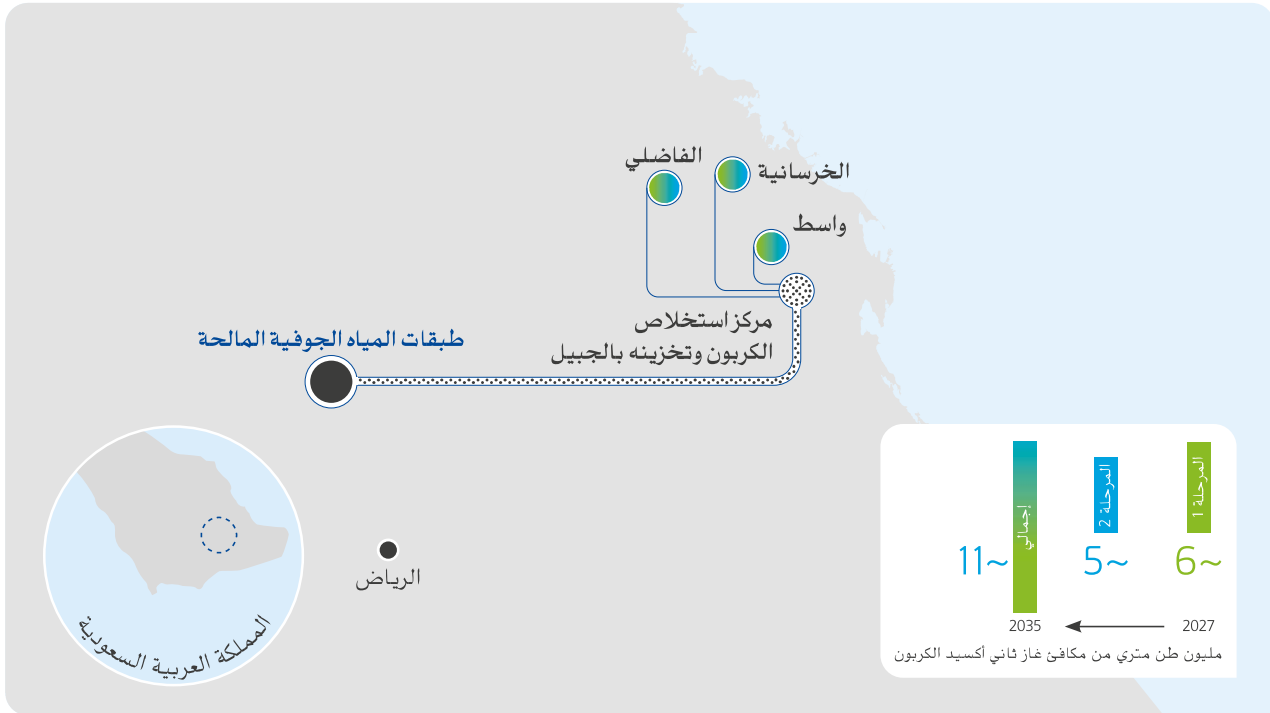 الفاضلي
الخرسانية
واسط
مركز استخلاص
الكربون وتخزينه بالجبيل
طبقات المياه الجوفية المالحة
الرياض
المملكة العربية السعودية
المرحلة 1
المرحلة 2
إجمالي
~6
~5
~11
2027
2035
مليون طن متري من مكافئ غاز ثاني أكسيد الكربون